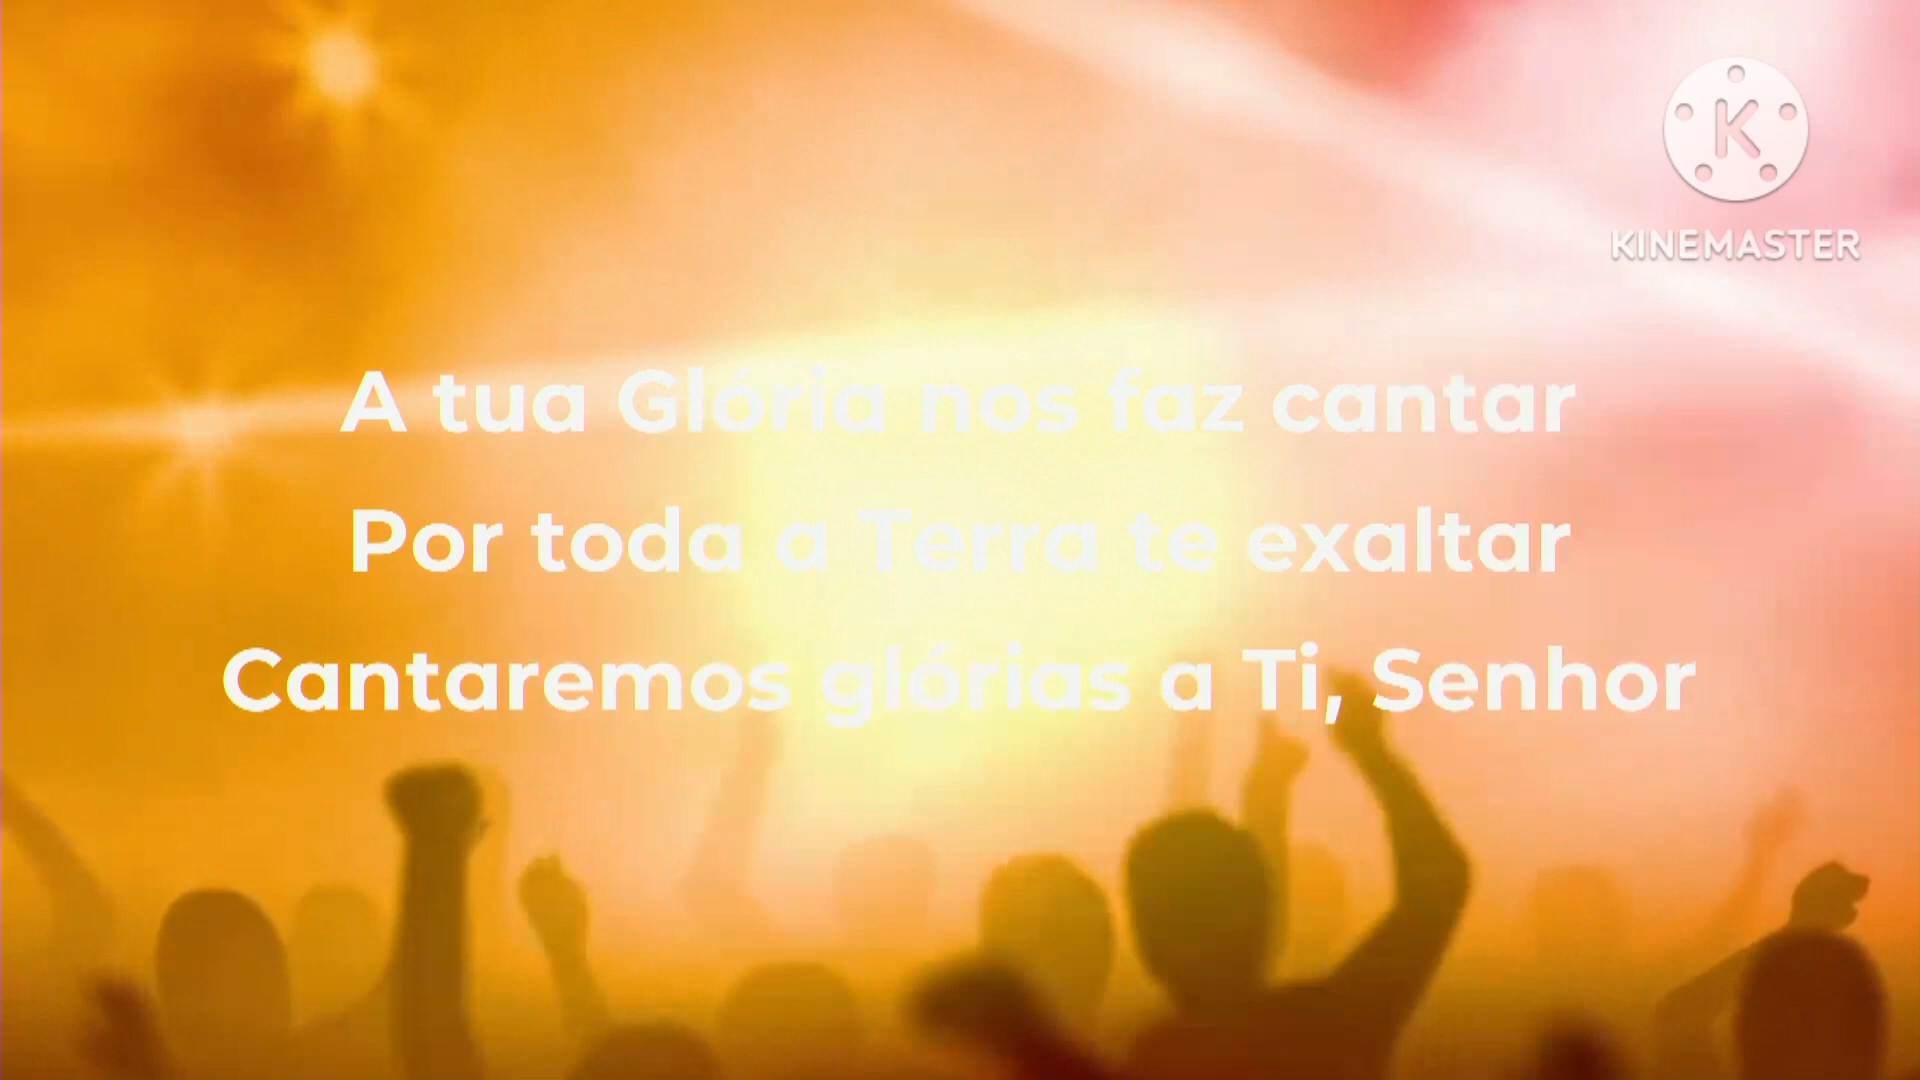 K
KINEMASTER
A tua Glória nos faz cantar
Por toda a Terra te exaltar
Cantaremos glórias a Ti, Senhor